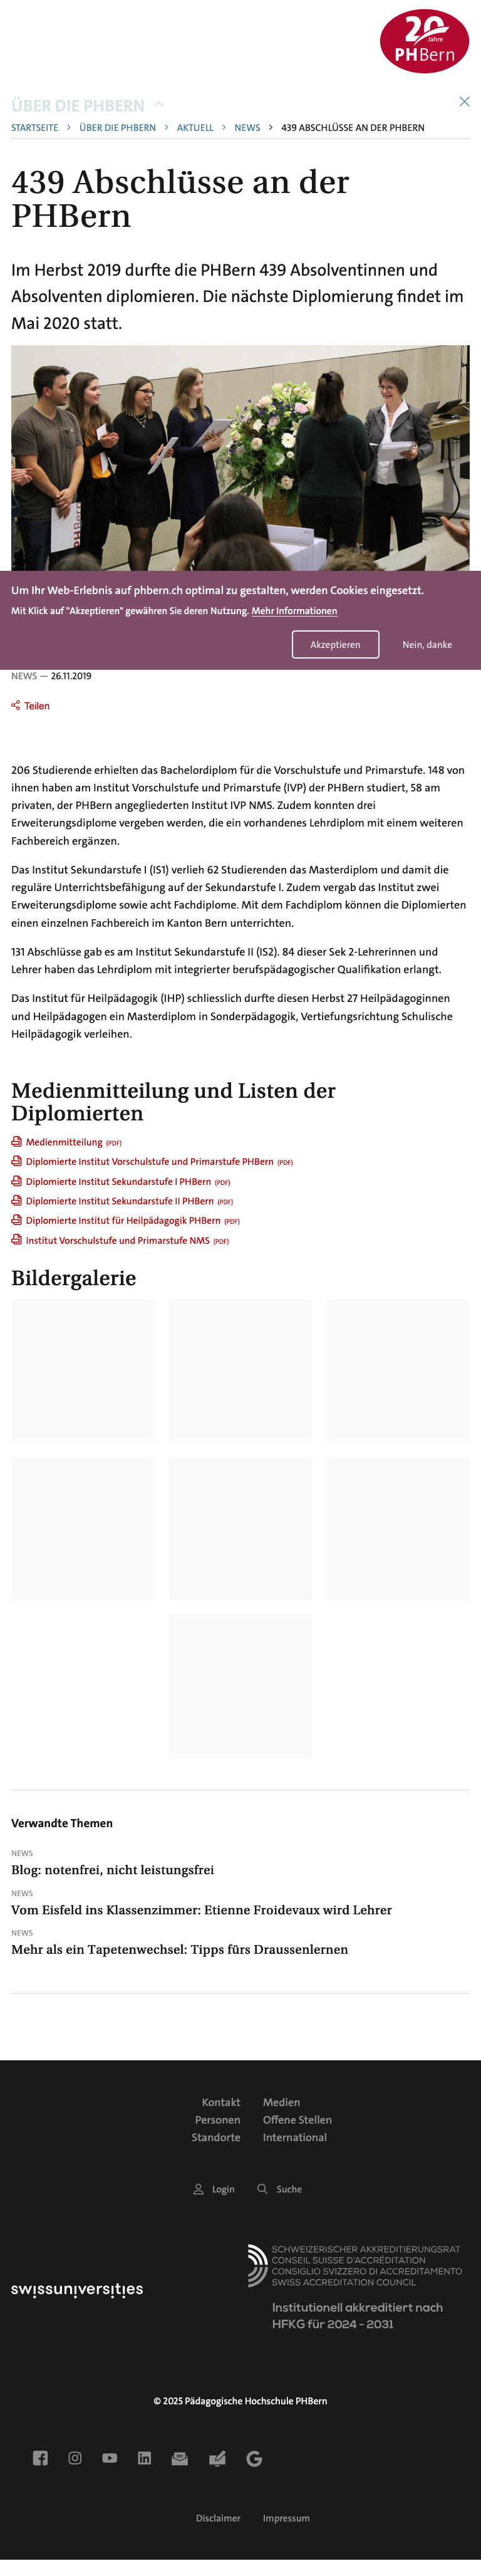 20
Jahre
PHBern
ÜBER DIE PHBERN
STARTSEITE > ÜBER DIE PHBERN > AKTUELL > NEWS > 439 ABSCHLÜSSE AN DER PHBERN
439 Abschlüsse an der
PHBern
Im Herbst 2019 durfte die PHBern 439 Absolventinnen und
Absolventen diplomieren. Die nächste Diplomierung findet im
Mai 2020 statt.
PHBern
Um Ihr Web-Erlebnis auf phbern.ch optimal zu gestalten, werden Cookies eingesetzt.
Mit Klick auf "Akzeptieren" gewähren Sie deren Nutzung. Mehr Informationen
Akzeptieren Nein, danke
NEWS — 26.11.2019
Teilen
206 Studierende erhielten das Bachelordiplom für die Vorschulstufe und Primarstufe. 148 von
ihnen haben am Institut Vorschulstufe und Primarstufe (IVP) der PHBern studiert, 58 am
privaten, der PHBern angegliederten Institut IVP NMS. Zudem konnten drei
Erweiterungsdiplome vergeben werden, die ein vorhandenes Lehrdiplom mit einem weiteren
Fachbereich ergänzen.
Das Institut Sekundarstufe I (IS1) verlieh 62 Studierenden das Masterdiplom und damit die
reguläre Unterrichtsbefähigung auf der Sekundarstufe I. Zudem vergab das Institut zwei
Erweiterungsdiplome sowie acht Fachdiplome. Mit dem Fachdiplom können die Diplomierten
einen einzelnen Fachbereich im Kanton Bern unterrichten.
131 Abschlüsse gab es am Institut Sekundarstufe II (IS2). 84 dieser Sek 2-Lehrerinnen und
Lehrer haben das Lehrdiplom mit integrierter berufspädagogischer Qualifikation erlangt.
Das Institut für Heilpädagogik (IHP) schliesslich durfte diesen Herbst 27 Heilpädagoginnen
und Heilpädagogen ein Masterdiplom in Sonderpädagogik, Vertiefungsrichtung Schulische
Heilpädagogik verleihen.
Medienmitteilung und Listen der
Diplomierten
Medienmitteilung (PDF)
Diplomierte Institut Vorschulstufe und Primarstufe PHBern (PDF)
Diplomierte Institut Sekundarstufe I PHBern (PDF)
Diplomierte Institut Sekundarstufe II PHBern (PDF)
Diplomierte Institut für Heilpädagogik PHBern (PDF)
Institut Vorschulstufe und Primarstufe NMS (PDF)
Bildergalerie
Verwandte Themen
NEWS
Blog: notenfrei, nicht leistungsfrei
NEWS
Vom Eisfeld ins Klassenzimmer: Etienne Froidevaux wird Lehrer
NEWS
Mehr als ein Tapetenwechsel: Tipps fürs Draussenlernen
Kontakt Medien
Personen Offene Stellen
Standorte International
Login Suche
SCHWEIZERISCHER AKKREDITIERUNGSRAT
CONSEIL SUISSE D'ACCRÉDITATION
CONSIGLIO SVIZZERO DI ACCREDITAMENTO
SWISS ACCREDITATION COUNCIL
swissuniversities
Institutionell akkreditiert nach
HFKG für 2024 - 2031
© 2025 Pädagogische Hochschule PHBern
Disclaimer Impressum